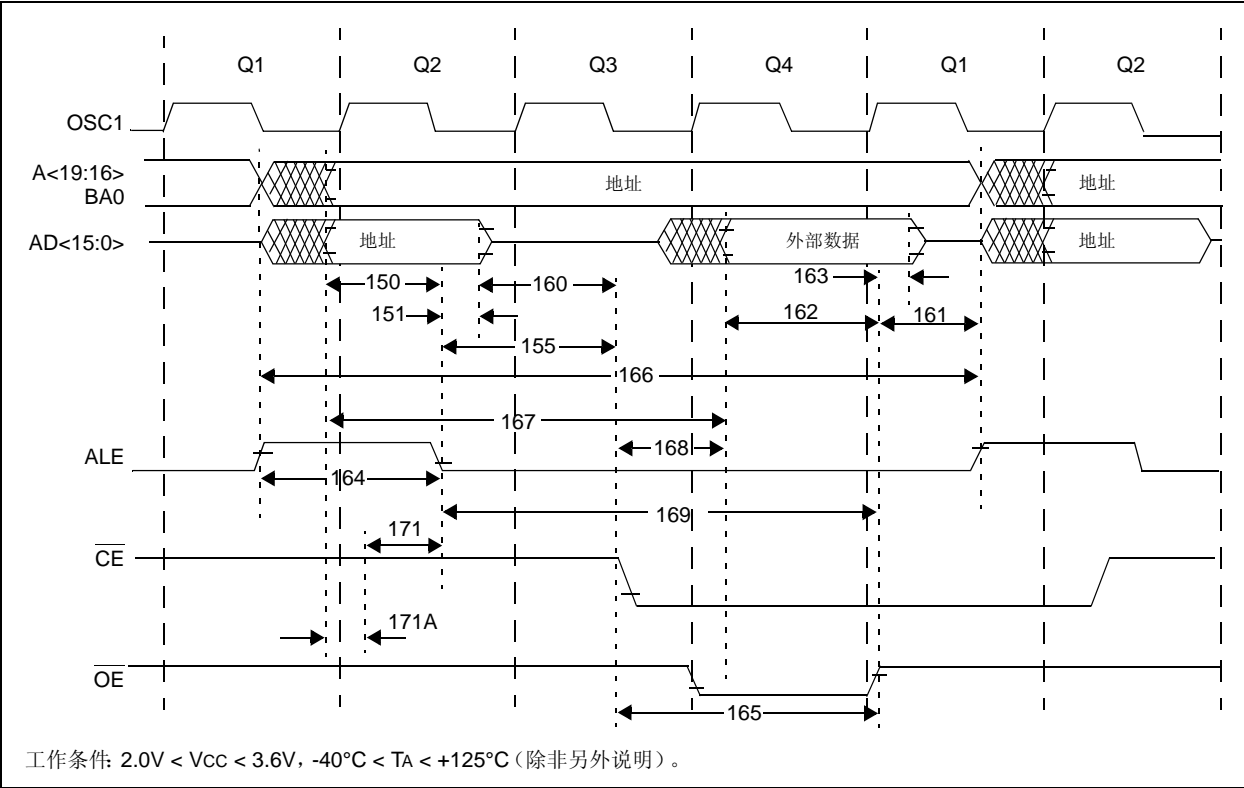 Q1 Q2 Q3 Q4 Q1 Q2
OSC1
A<19:16>
BA0
地址 地址
AD<15:0>
地址 外部数据 地址
150 160 163
151 162 161
155
166
167
168
ALE
164
169
171
CE
171A
OE
165
工作条件: 2.0V < VCC < 3.6V，-40°C < TA < +125°C（除非另外说明）。